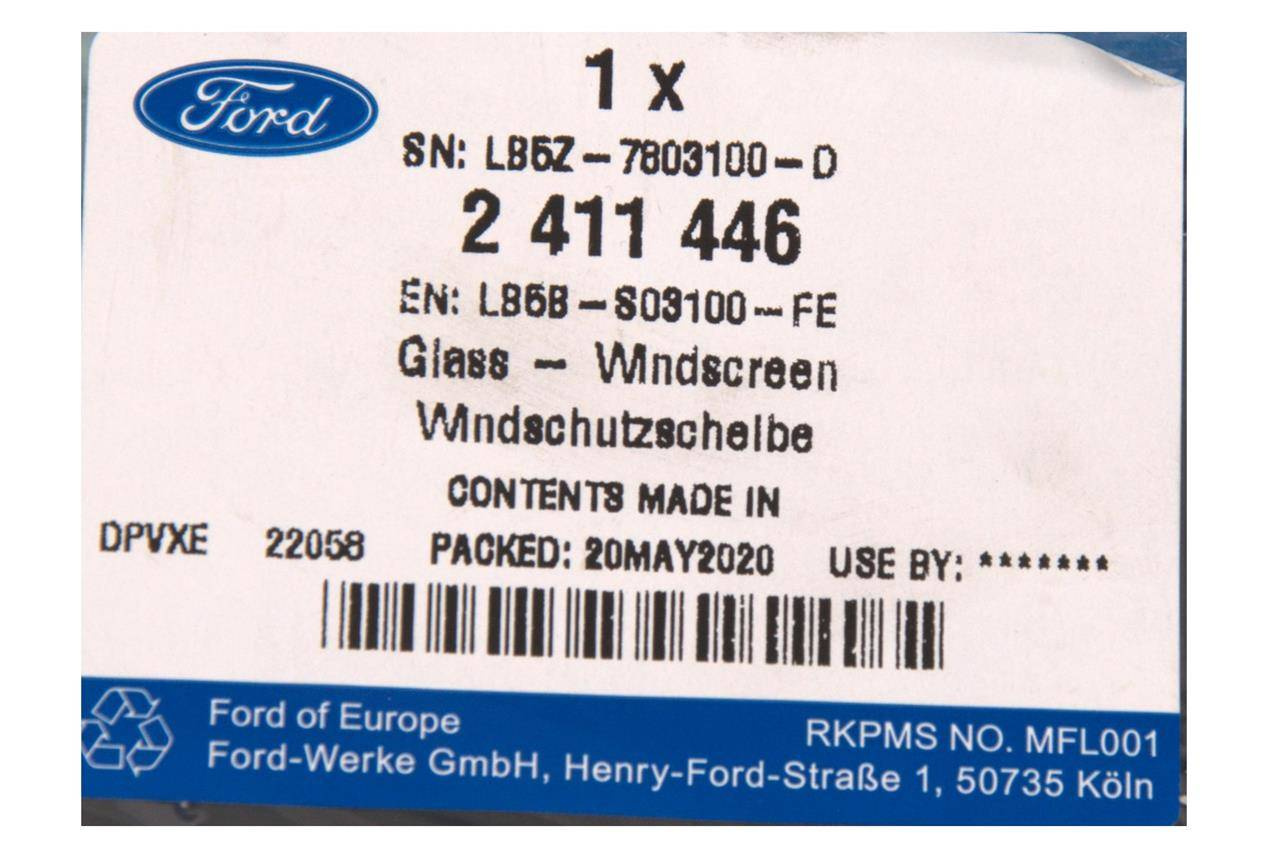 Ford
1 x
SN: LB5Z-7803100-D
2 411 446
EN: LB5B-S03100-FE
Glass - Windscreen
Windschutzscheibe
CONTENTS MADE IN
DPVXE 22058 PACKED: 20MAY2020 USE BY: *******
Ford of Europe
RKPMS NO. MFL001
Ford-Werke GmbH, Henry-Ford-Straße 1, 50735 Köln